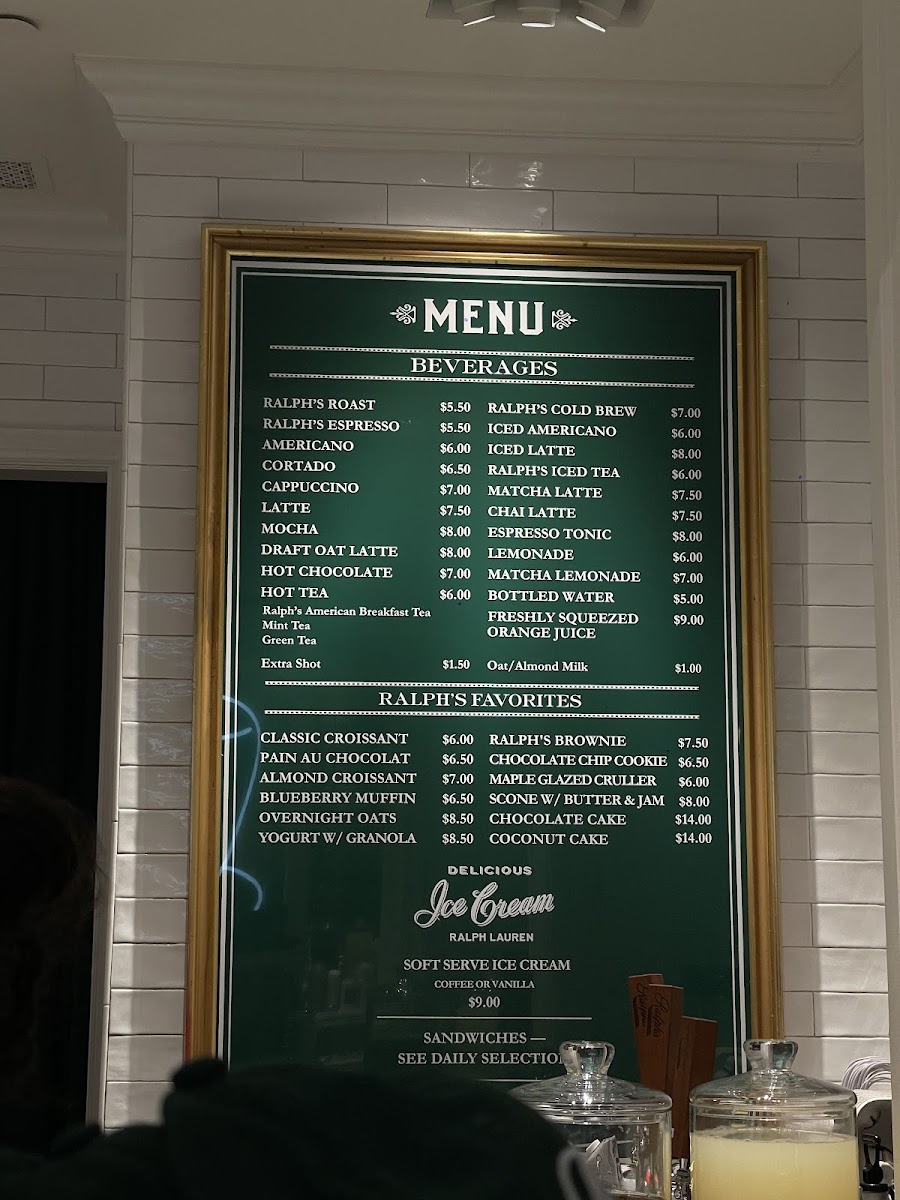 MENU
BEVERAGES
RALPH'S ROAST $5.50
RALPH'S ESPRESSO $5.50
AMERICANO $6.00
CORTADO $6.50
CAPPUCCINO $7.00
LATTE $7.50
MOCHA $8.00
DRAFT OAT LATTE $8.00
HOT CHOCOLATE $7.00
HOT TEA $6.00
Ralph's American Breakfast Tea
Mint Tea
Green Tea
Extra Shot $1.50
RALPH'S COLD BREW $7.00
ICED AMERICANO $6.00
ICED LATTE $8.00
RALPH'S ICED TEA $6.00
MATCHA LATTE $7.50
CHAI LATTE $7.50
ESPRESSO TONIC $8.00
LEMONADE $6.00
MATCHA LEMONADE $7.00
BOTTLED WATER $5.00
FRESHLY SQUEEZED $9.00
ORANGE JUICE
Oat/Almond Milk $1.00
RALPH'S FAVORITES
CLASSIC CROISSANT $6.00
PAIN AU CHOCOLAT $6.50
ALMOND CROISSANT $7.00
BLUEBERRY MUFFIN $6.50
OVERNIGHT OATS $8.50
YOGURT W/ GRANOLA $8.50
RALPH'S BROWNIE $7.50
CHOCOLATE CHIP COOKIE $6.50
MAPLE GLAZED CRULLER $6.00
SCONE W/ BUTTER & JAM $8.00
CHOCOLATE CAKE $14.00
COCONUT CAKE $14.00
DELICIOUS
Ice Cream
RALPH LAUREN
SOFT SERVE ICE CREAM
COFFEE OR VANILLA
$9.00
SANDWICHES —
SEE DAILY SELECTIO